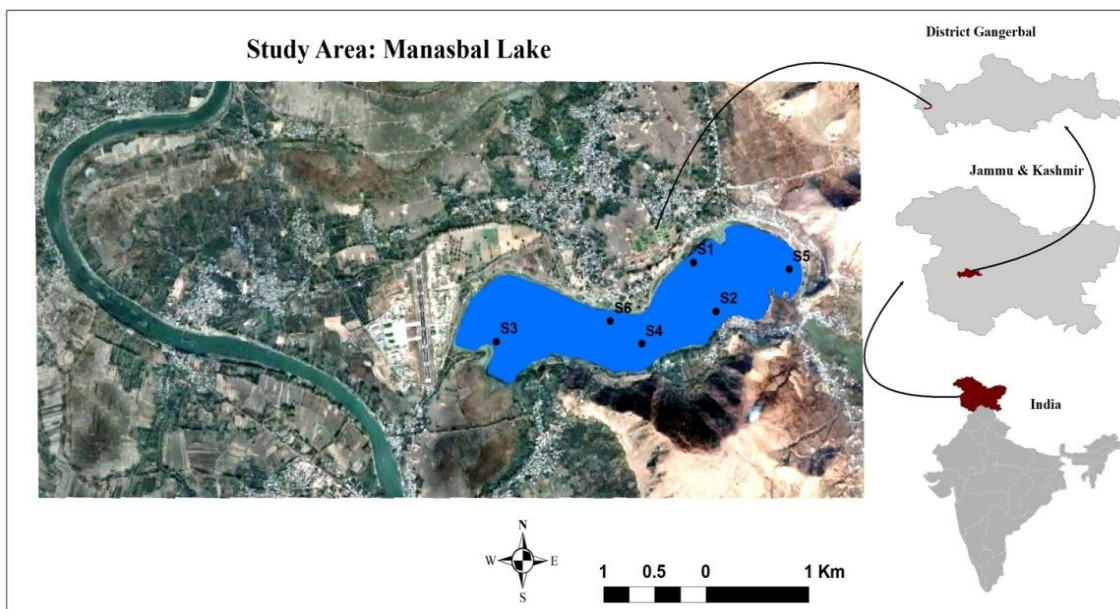 District Gangerbal
Study Area: Manasbal Lake
Jammu & Kashmir
S1
S5
S2
S6
S3
S4
India
N
W E
S
1 0.5 0 1 Km